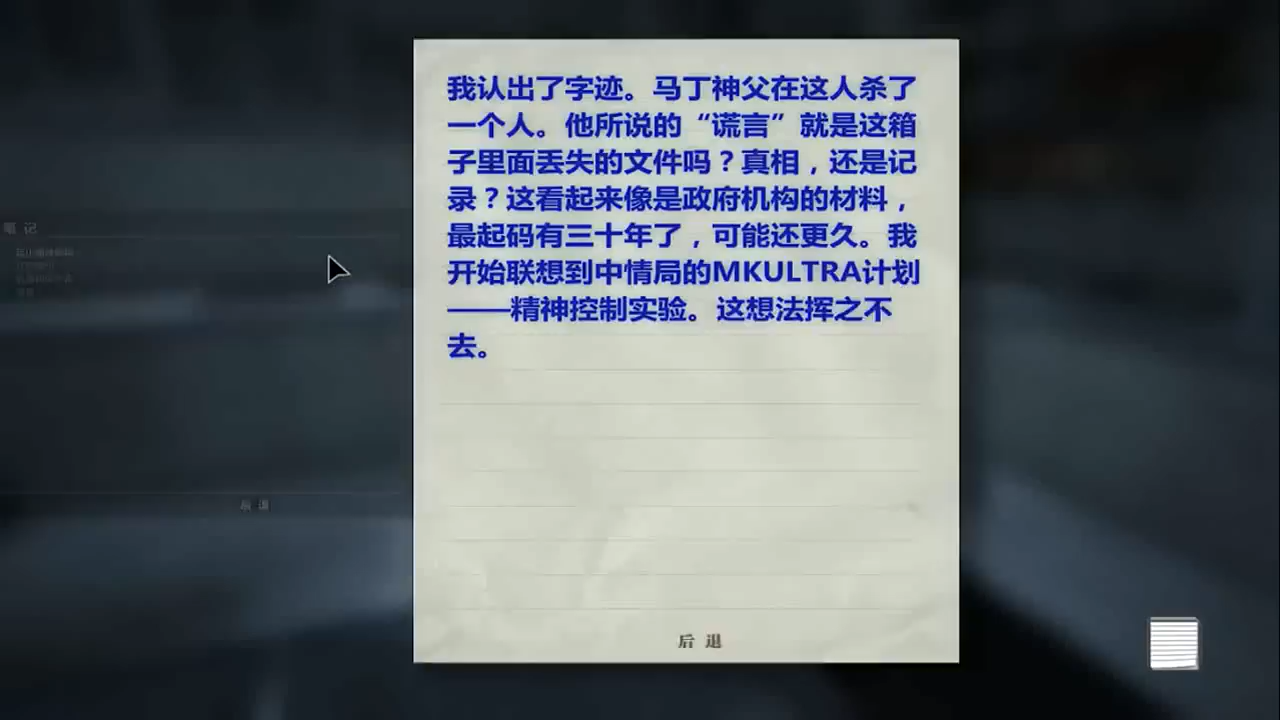 我认出了字迹。马丁神父在这人杀了
一个人。他所说的“谎言”就是这箱
子里面丢失的文件吗？真相，还是记
录？这看起来像是政府机构的材料，
最起码有三十年了，可能还更久。我
开始联想到中情局的MKULTRA计划
——精神控制实验。这想法挥之不
去。
后 退
笔 记
后 退